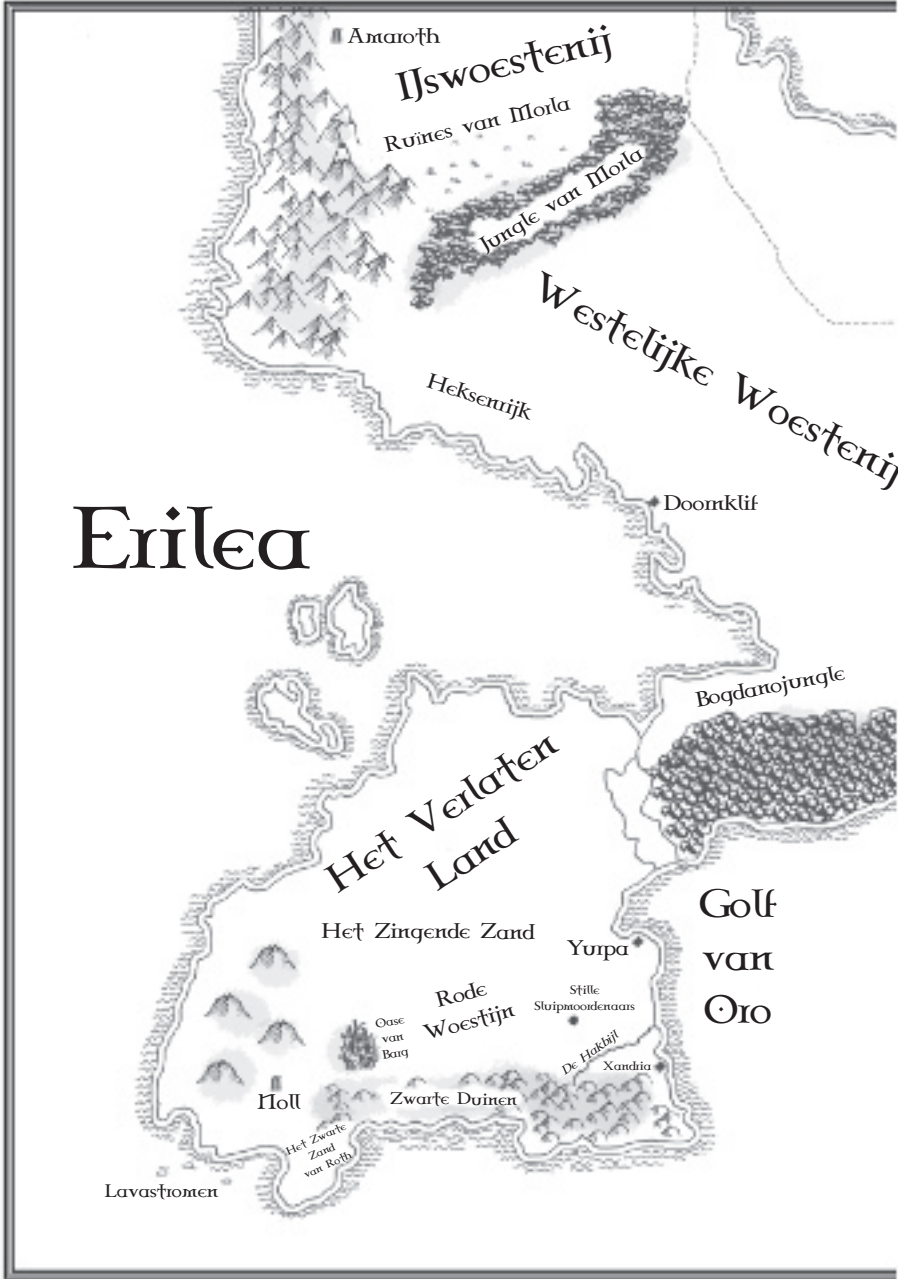 Amaroth
IJswoestenij
Ruïnes van Morla
Jungle van Morla
Westelijke Woestenij
Heksenrijk
Doornklif
Erilea
Bogdanojungle
Het Verlaten
Land
Golf
van
Oro
Het Zingende Zand
Yurpa
Rode
Woestijn
Stille
Sluipmoordenaars
Oase
van
Barg
De Hakbijl
Xandria
Noll
Zwarte Duinen
Het Zwarte
Zand
van Roth
Lavastromen